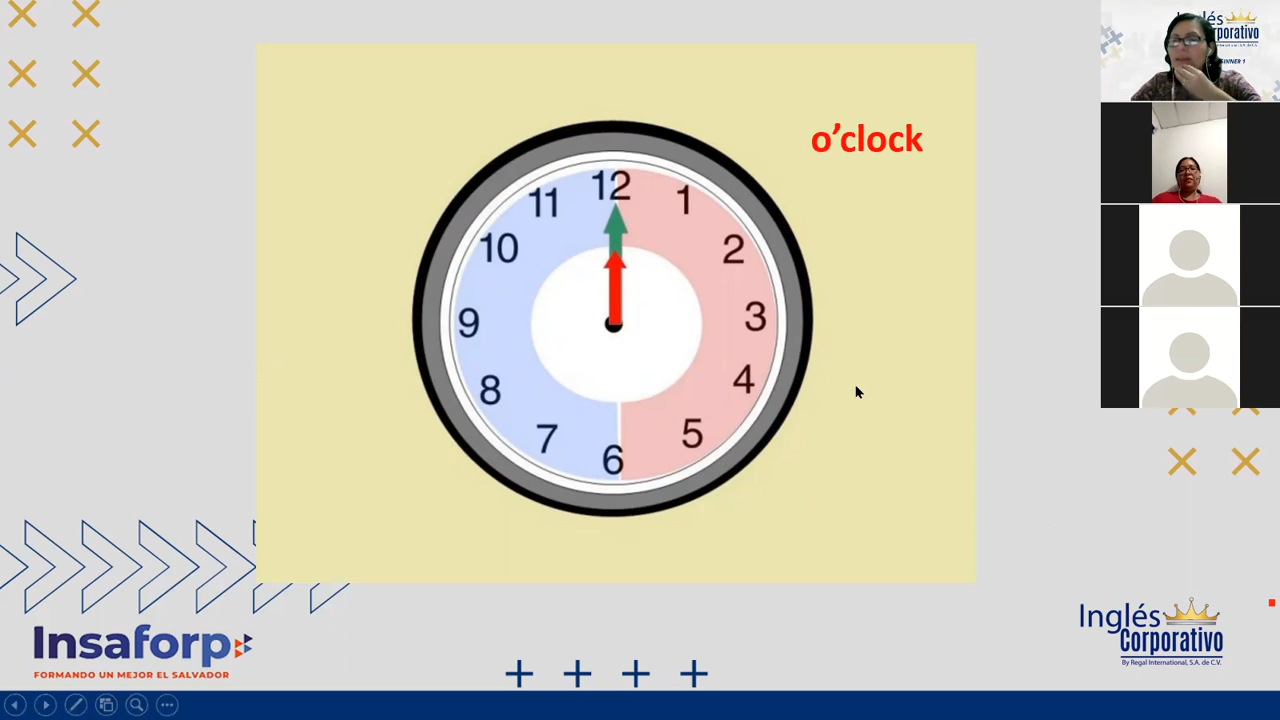 o'clock
12
11
1
10
2
9
3
8
4
7
5
6
Insaforp
FORMANDO UN MEJOR EL SALVADOR
Inglés
Corporativo
By Regal International, S.A. de C.V.